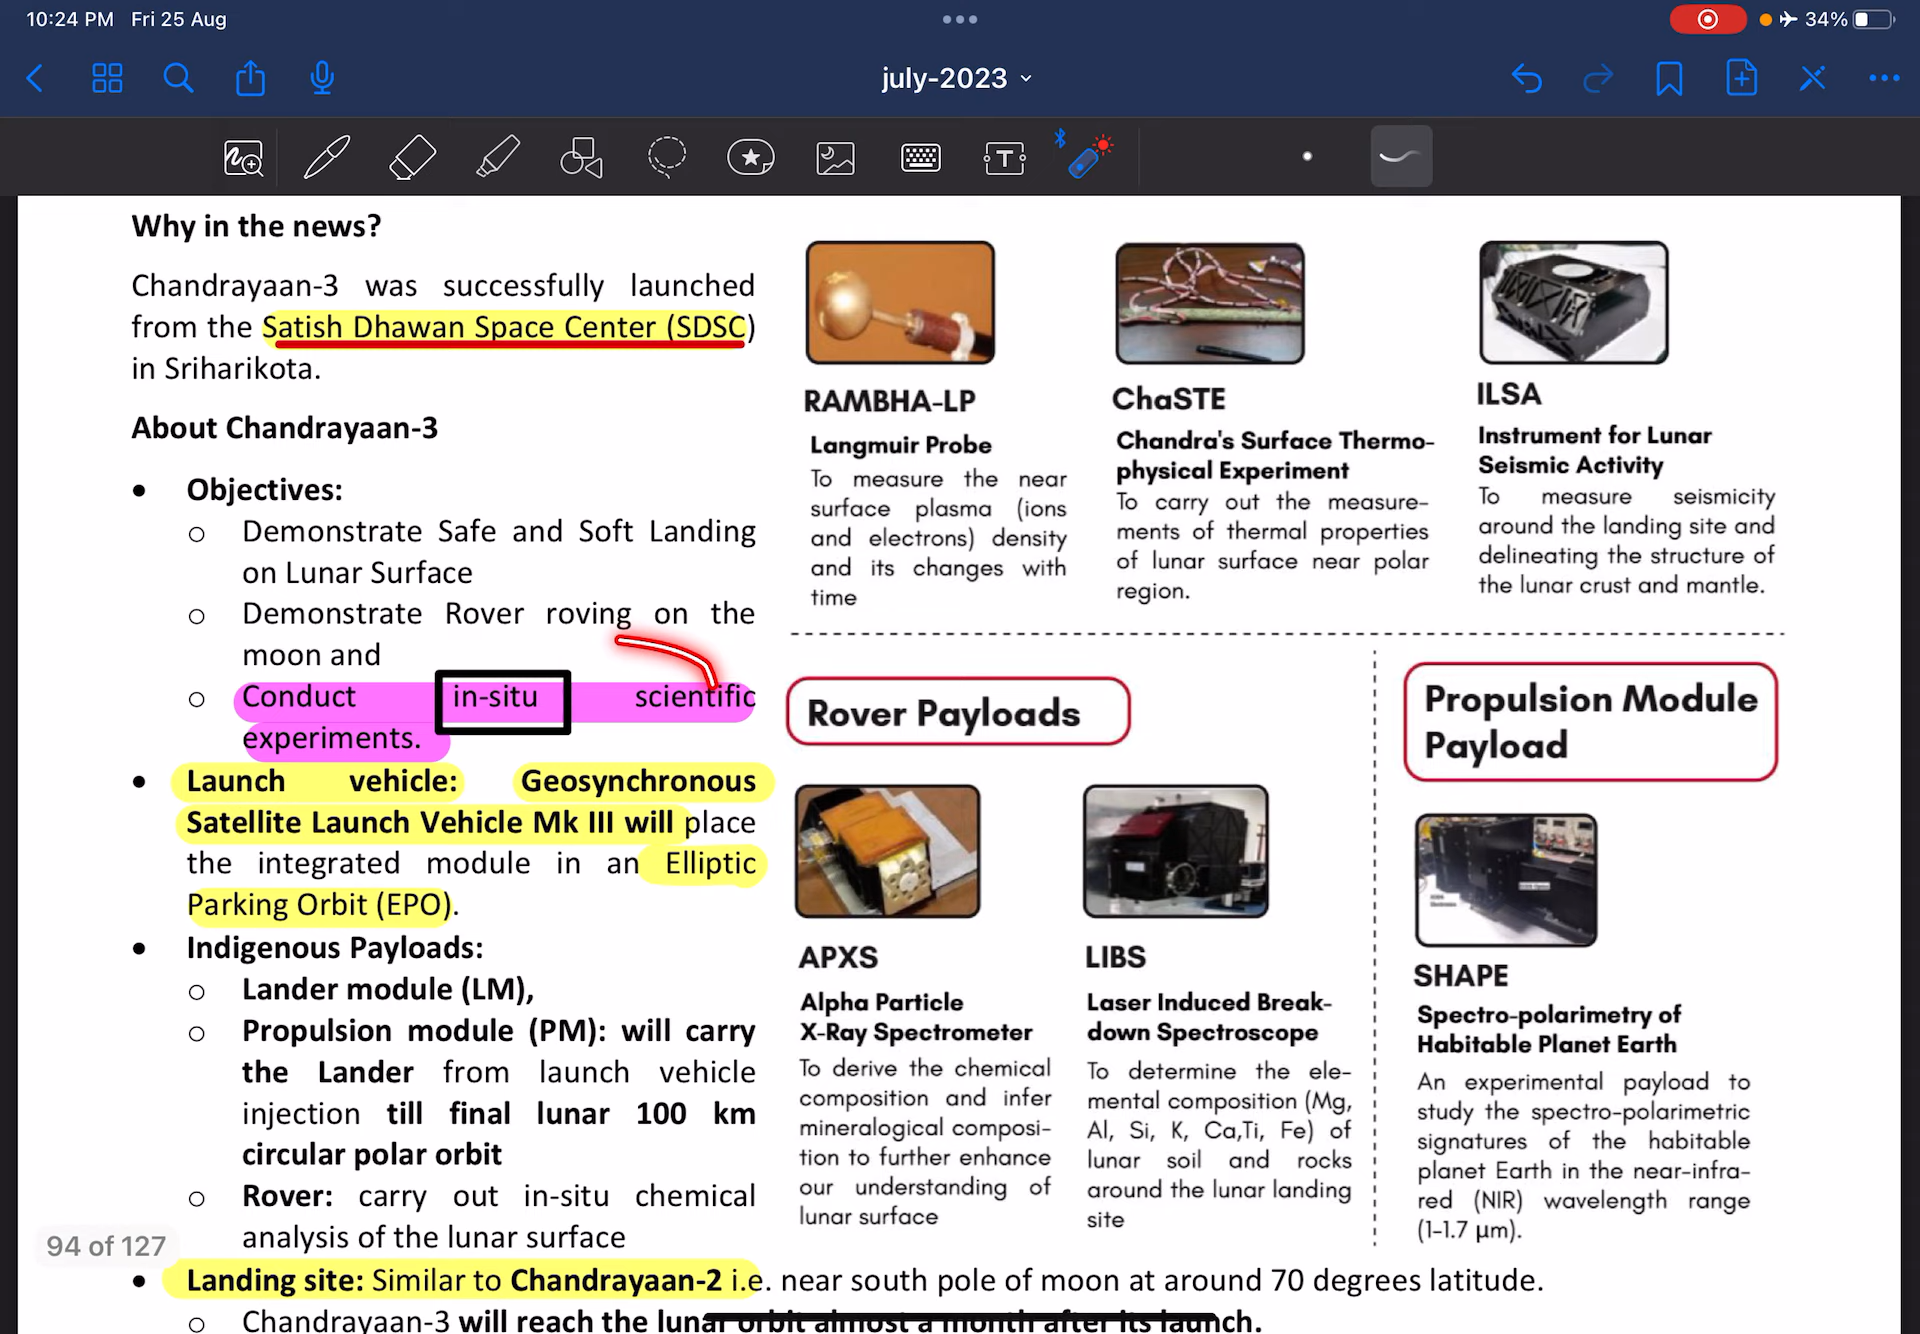 10:24 PM Fri 25 Aug
34%
july-2023
T
Why in the news?
Chandrayaan-3 was successfully launched
from the Satish Dhawan Space Center (SDSC)
in Sriharikota.
About Chandrayaan-3
• Objectives:
o Demonstrate Safe and Soft Landing
on Lunar Surface
o Demonstrate Rover roving on the
moon and
o Conduct in-situ scientific
experiments.
• Launch vehicle: Geosynchronous
Satellite Launch Vehicle Mk III will place
the integrated module in an Elliptic
Parking Orbit (EPO).
• Indigenous Payloads:
o Lander module (LM),
o Propulsion module (PM): will carry
the Lander from launch vehicle
injection till final lunar 100 km
circular polar orbit
o Rover: carry out in-situ chemical
analysis of the lunar surface
94 of 127
• Landing site: Similar to Chandrayaan-2 i.e. near south pole of moon at around 70 degrees latitude.
o Chandrayaan-3 will reach the lunar orbit almost a month after its launch.
RAMBHA-LP
Langmuir Probe
To measure the near
surface plasma (ions
and electrons) density
and its changes with
time
ChaSTE
Chandra's Surface Thermo-
physical Experiment
To carry out the measure-
ments of thermal properties
of lunar surface near polar
region.
ILSA
Instrument for Lunar
Seismic Activity
To measure seismicity
around the landing site and
delineating the structure of
the lunar crust and mantle.
Rover Payloads
APXS
Alpha Particle
X-Ray Spectrometer
To derive the chemical
composition and infer
mineralogical composi-
tion to further enhance
our understanding of
lunar surface
LIBS
Laser Induced Break-
down Spectroscope
To determine the ele-
mental composition (Mg,
Al, Si, K, Ca,Ti, Fe) of
lunar soil and rocks
around the lunar landing
site
Propulsion Module
Payload
SHAPE
Spectro-polarimetry of
Habitable Planet Earth
An experimental payload to
study the spectro-polarimetric
signatures of the habitable
planet Earth in the near-infra-
red (NIR) wavelength range
(1-1.7 μm).